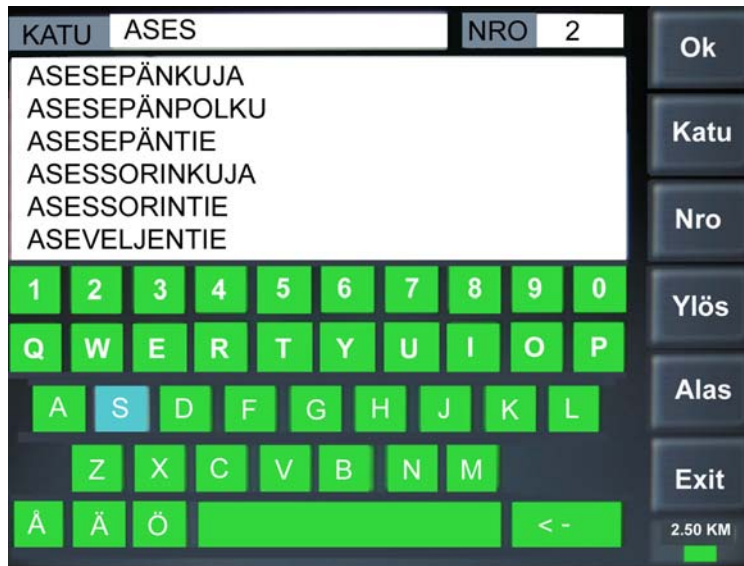 KATU ASES NRO 2
ASESEPÄNKUJA
ASESEPÄNPOLKU
ASESEPÄNTIE
ASESSORINKUJA
ASESSORINTIE
ASEVELJENTIE
1 2 3 4 5 6 7 8 9 0
Q W E R T Y U I O P
A S D F G H J K L
Z X C V B N M
Å Ä Ö < -
Ok
Katu
Nro
Ylös
Alas
Exit
2.50 KM